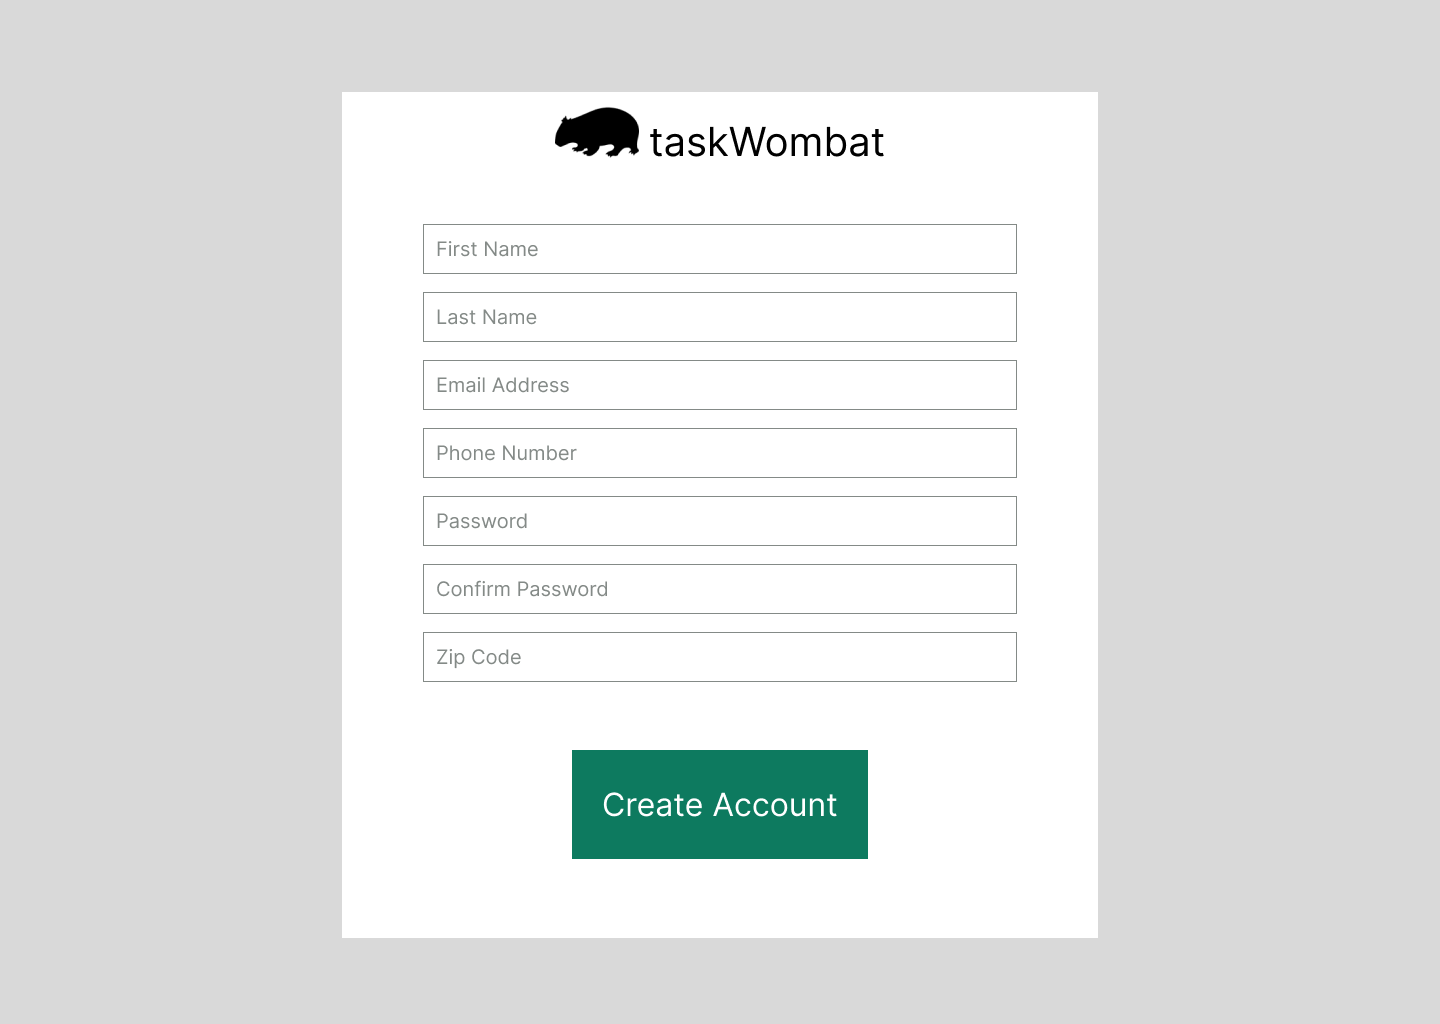 taskWombat
First Name
Last Name
Email Address
Phone Number
Password
Confirm Password
Zip Code
Create Account